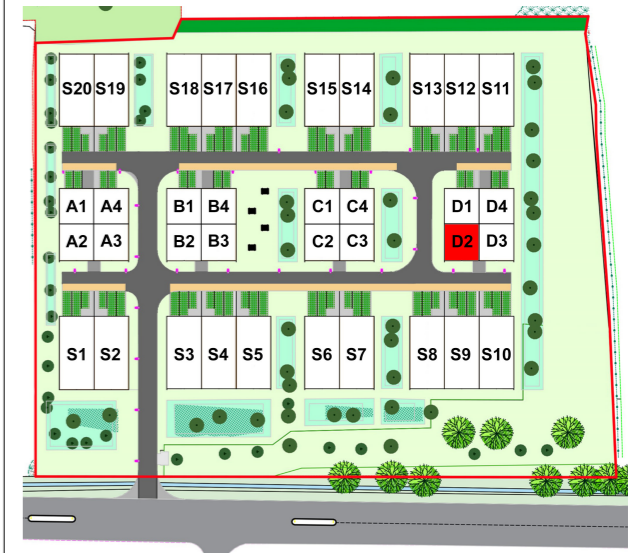 S20 S19 S18 S17 S16 S15 S14 S13 S12 S11
A1 A4 B1 B4 C1 C4 D1 D4
A2 A3 B2 B3 C2 C3 D2 D3
S1 S2 S3 S4 S5 S6 S7 S8 S9 S10